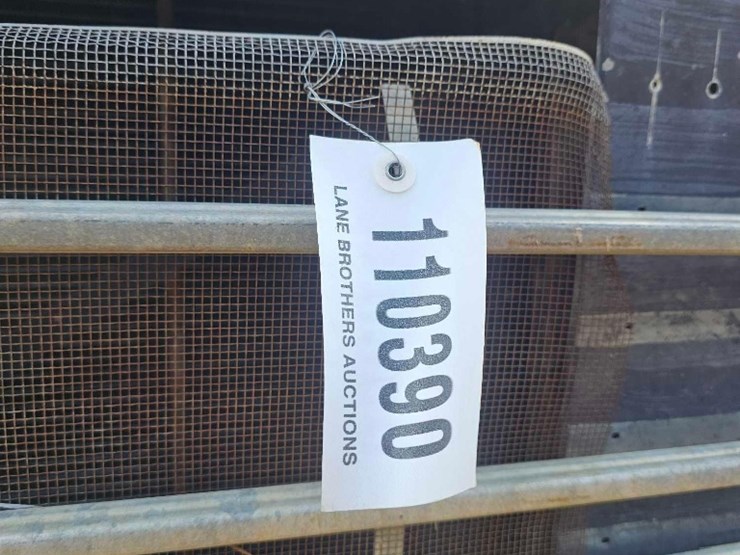 110390
LANE BROTHERS AUCTIONS